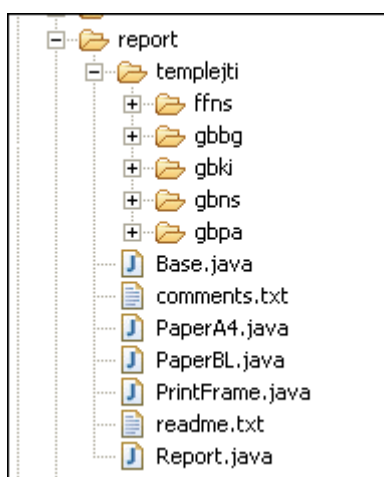 report
templejti
ffns
gbbg
gbki
gbns
gbpa
Base.java
comments.txt
PaperA4.java
PaperBL.java
PrintFrame.java
readme.txt
Report.java